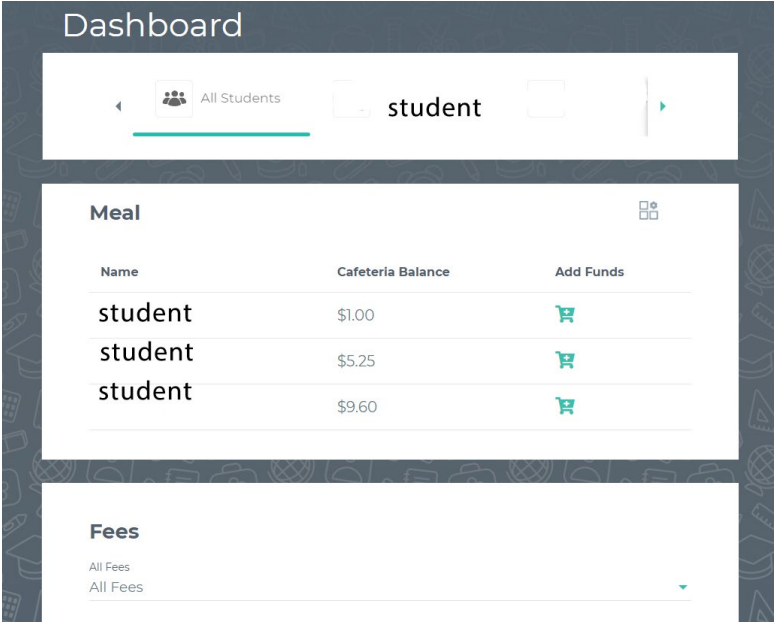 Dashboard
All Students
student
Meal
Name Cafeteria Balance Add Funds
student $1.00
student $5.25
student $9.60
Fees
All Fees
All Fees